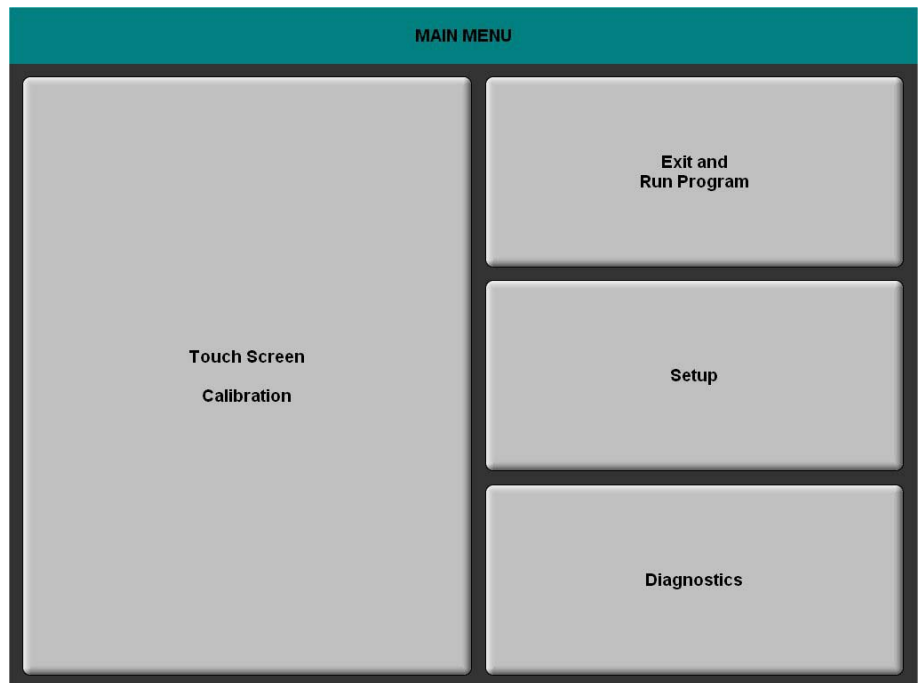 MAIN MENU
Touch Screen
Calibration
Exit and
Run Program
Setup
Diagnostics